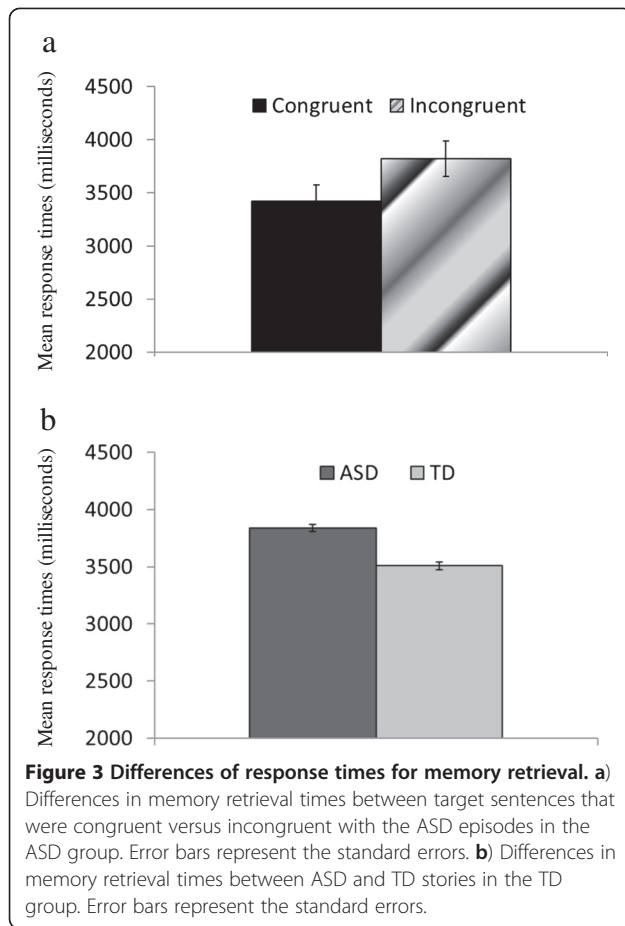 a
4500
4000
3500
3000
2500
2000
Mean response times (milliseconds)
Congruent Incongruent
b
4500
4000
3500
3000
2500
2000
Mean response times (milliseconds)
ASD TD
Figure 3 Differences of response times for memory retrieval. a)
Differences in memory retrieval times between target sentences that
were congruent versus incongruent with the ASD episodes in the
ASD group. Error bars represent the standard errors. b) Differences in
memory retrieval times between ASD and TD stories in the TD
group. Error bars represent the standard errors.